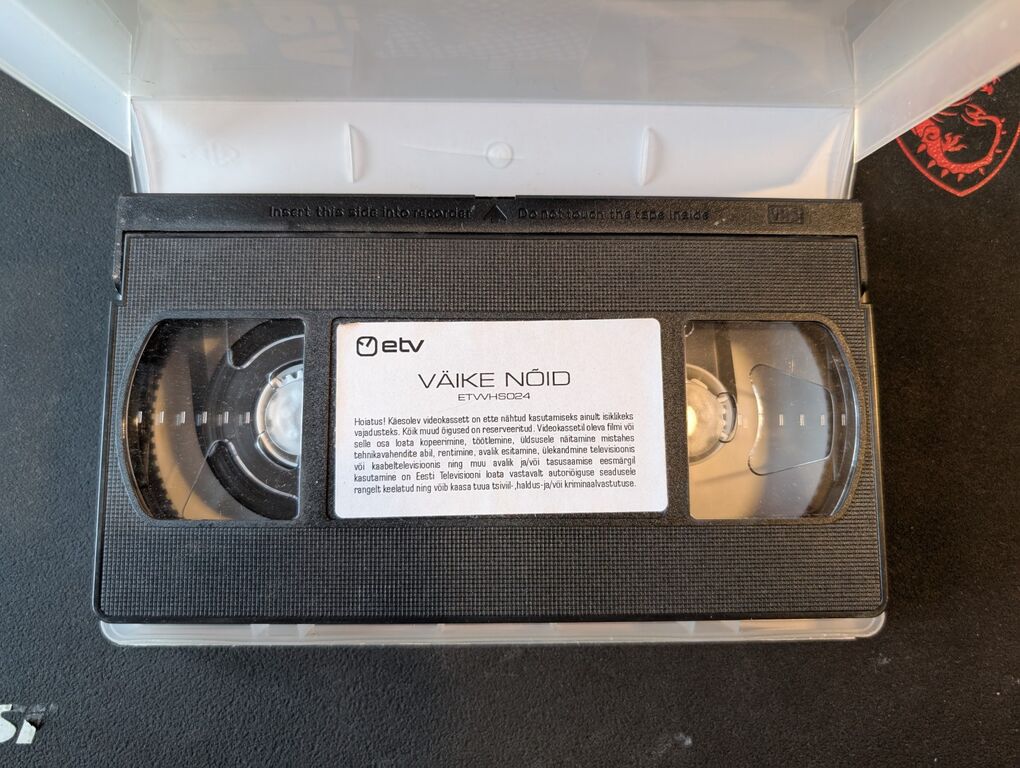 Insert this side into recorder Do not touch the tape inside VHS
etv
VÄIKE NÕID
ETVVHS024
Hoiatus! Käesolev videokassett on ette nähtud kasutamiseks ainult isiklikeks
vajadusteks. Kõik muud õigused on reserveeritud. Videokassetil oleva filmi või
selle osa loata kopeerimine, töötlemine, üldsusele näitamine mistahes
tehnikavahendite abil, rentimine, avalik esitamine, ülekandmine televisioonis
või kaabeltelevisioonis ning muu avalik ja/või tasusaamise eesmärgil
kasutamine on Eesti Televisiooni loata vastavalt autoriõiguse seadusele
rangelt keelatud ning võib kaasa tuua tsiviil-,haldus-ja/või kriminaalvastutuse.